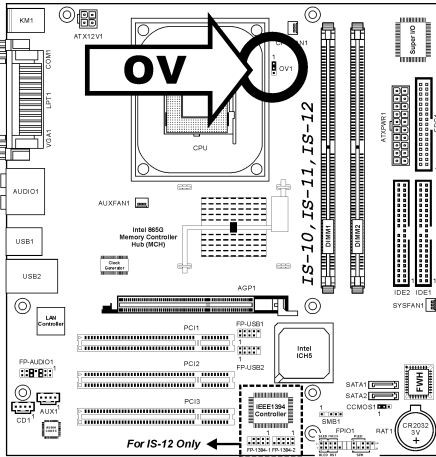 KM1
ATX12V1
Super I/O
COM1
LPT1
VGA1
OV
1
OV1
CPU
ATXPWR1
IS-10, IS-11, IS-12
AUDIO1
AUXFAN1
DIMM1
DIMM2
Intel 865G
Memory Controller
Hub (MCH)
USB1
Clock
Generator
USB2
AGP1
IDE2 IDE1
SYSFAN1
LAN
Controller
PCI1
FP-USB1
1
Intel
ICH5
FP-AUDIO1
1
PCI2
FP-USB2
1
FWH
SATA1
SATA2
CD1
AUX1
PCI3
IEEE1394
Controller
CCMOS1
1
SMB1
FPIO1
RAT1
CR2032
3V
+
For IS-12 Only
FP-1394-1 FP-1394-2